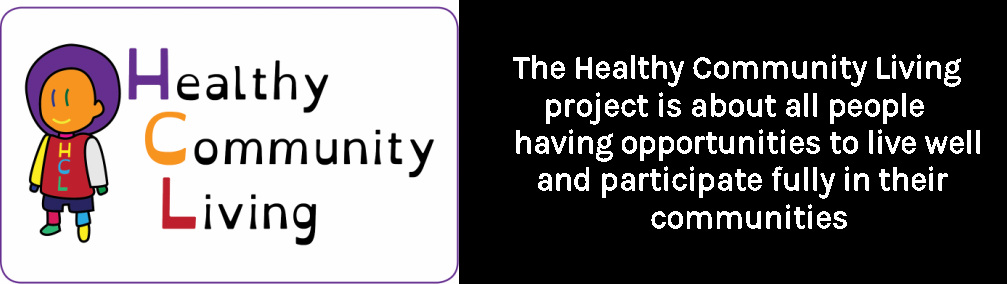 Healthy
Community
Living
H
C
L
The Healthy Community Living
project is about all people
having opportunities to live well
and participate fully in their
communities